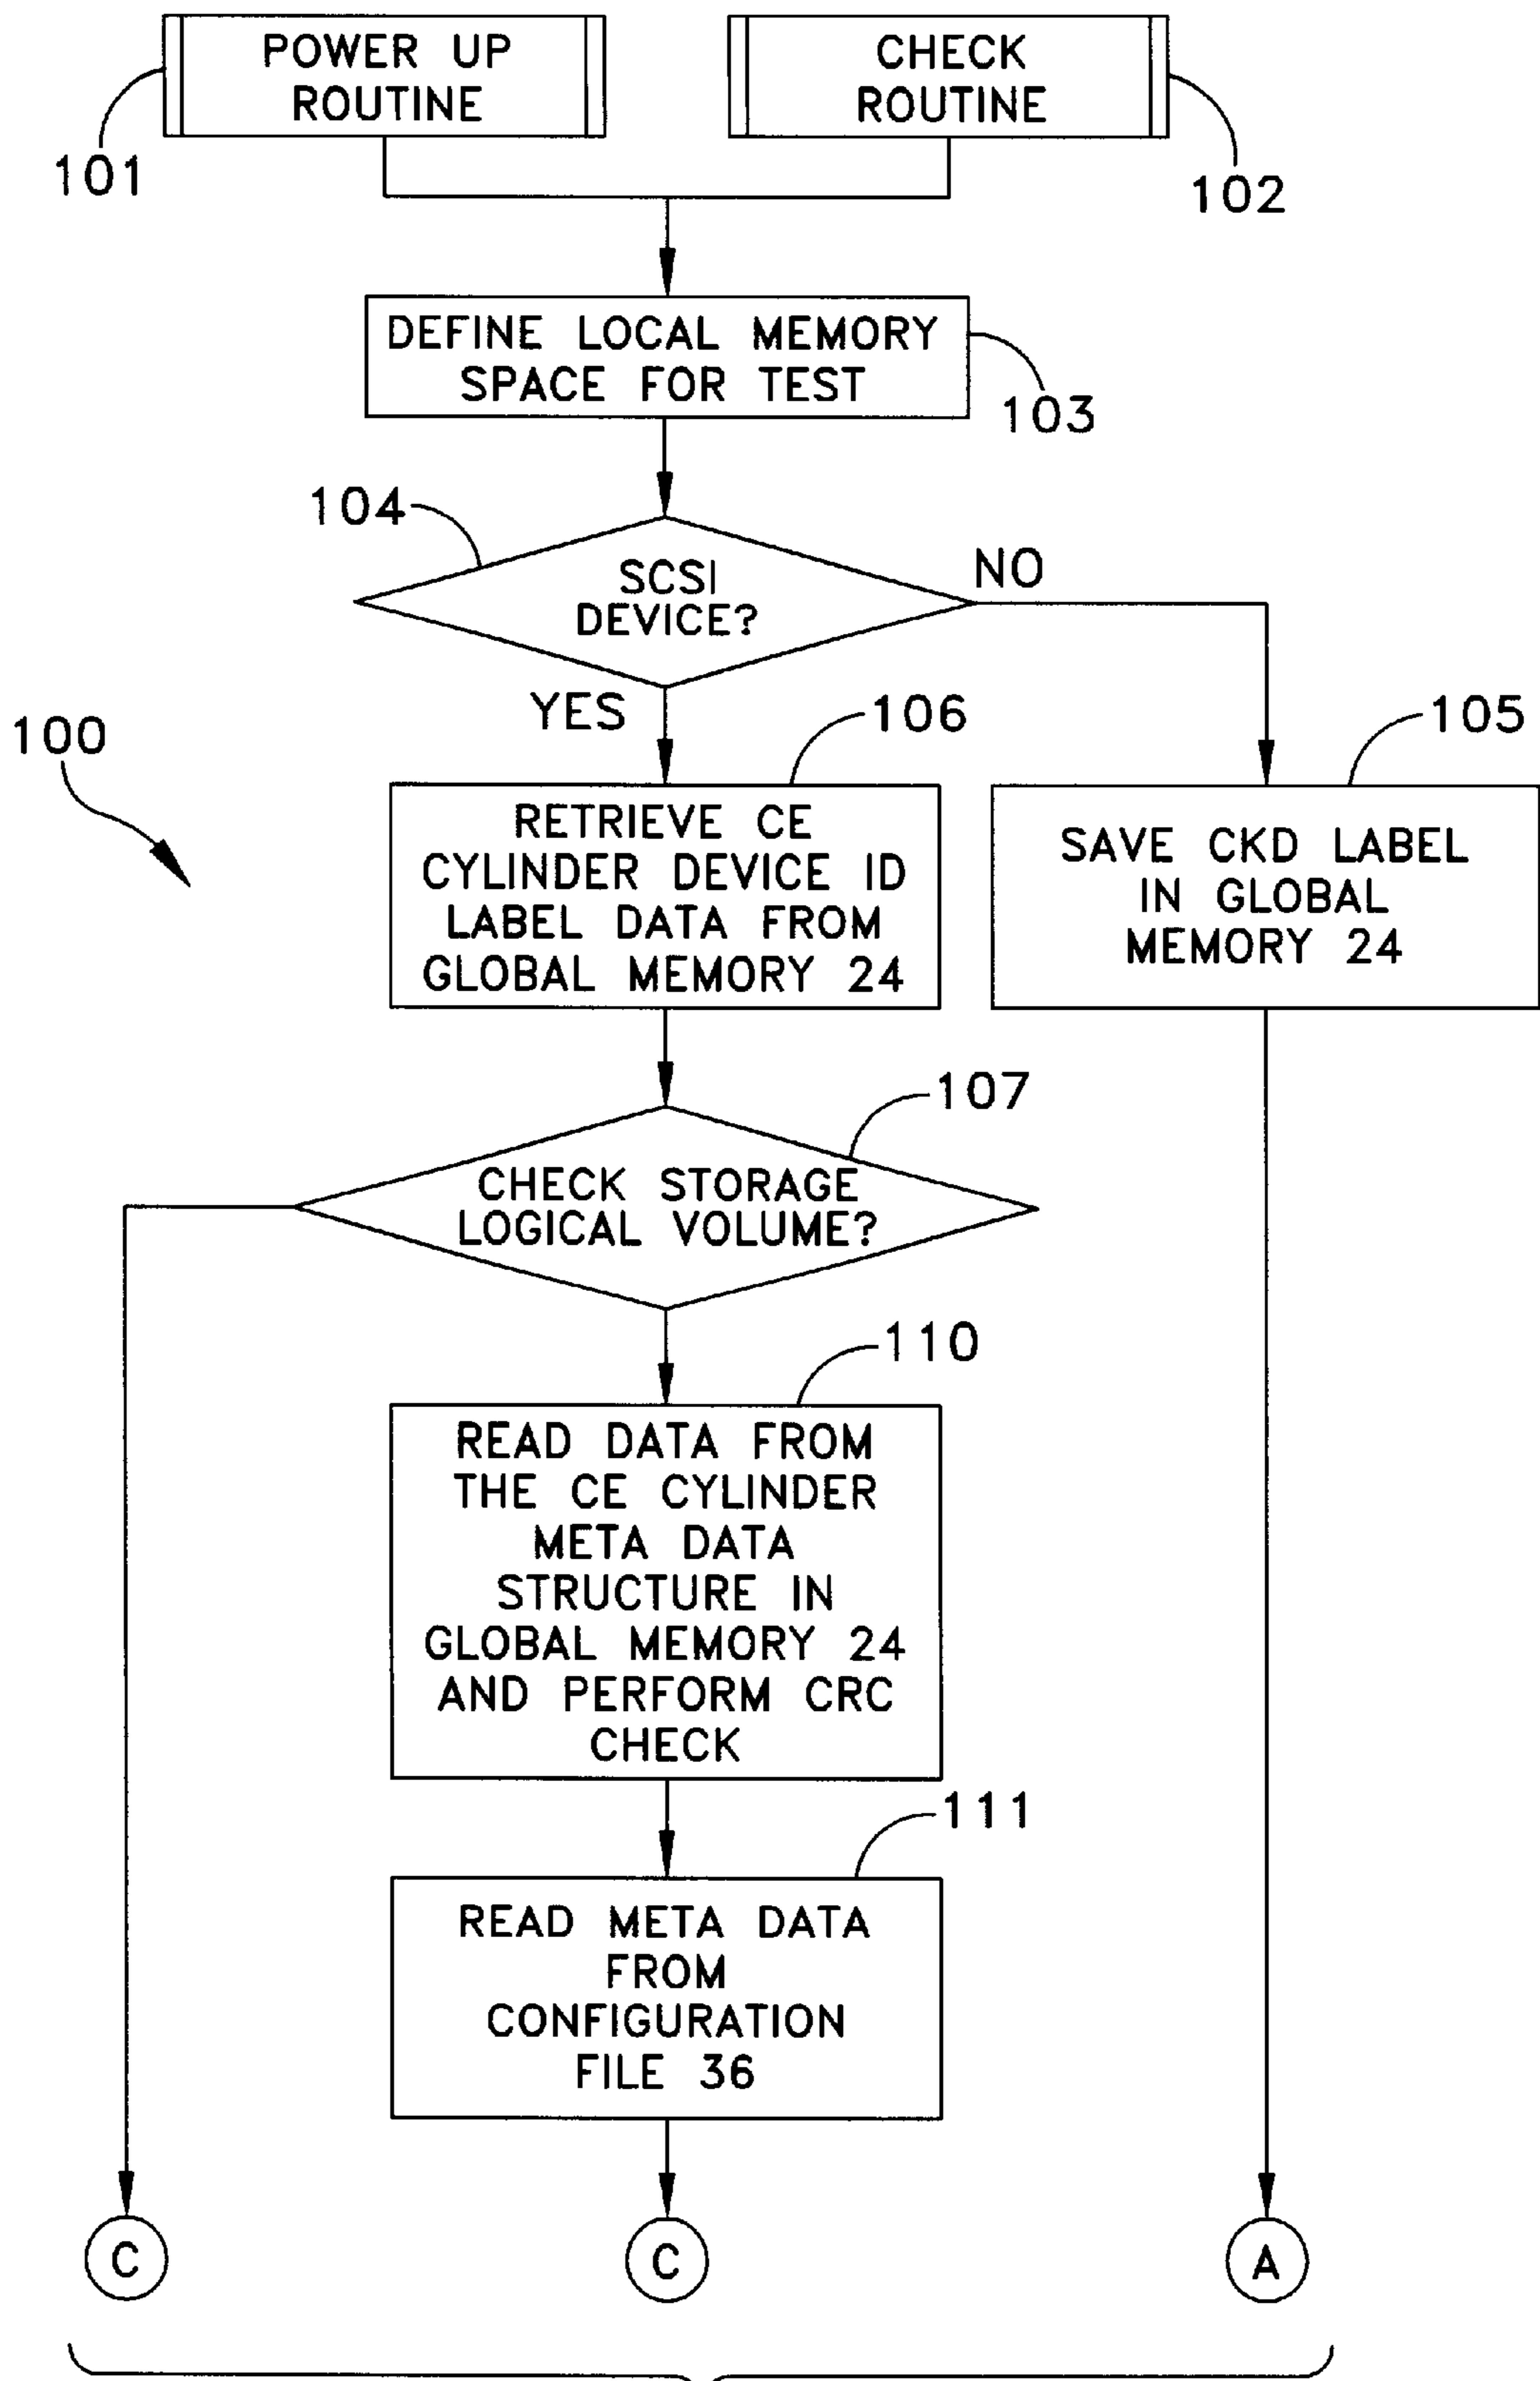 POWER UP
ROUTINE
CHECK
ROUTINE
101
102
DEFINE LOCAL MEMORY
SPACE FOR TEST
103
104
SCSI
DEVICE?
NO
YES
100
106
105
RETRIEVE CE
CYLINDER DEVICE ID
LABEL DATA FROM
GLOBAL MEMORY 24
SAVE CKD LABEL
IN GLOBAL
MEMORY 24
107
CHECK STORAGE
LOGICAL VOLUME?
110
READ DATA FROM
THE CE CYLINDER
META DATA
STRUCTURE IN
GLOBAL MEMORY 24
AND PERFORM CRC
CHECK
111
READ META DATA
FROM
CONFIGURATION
FILE 36
C
C
A